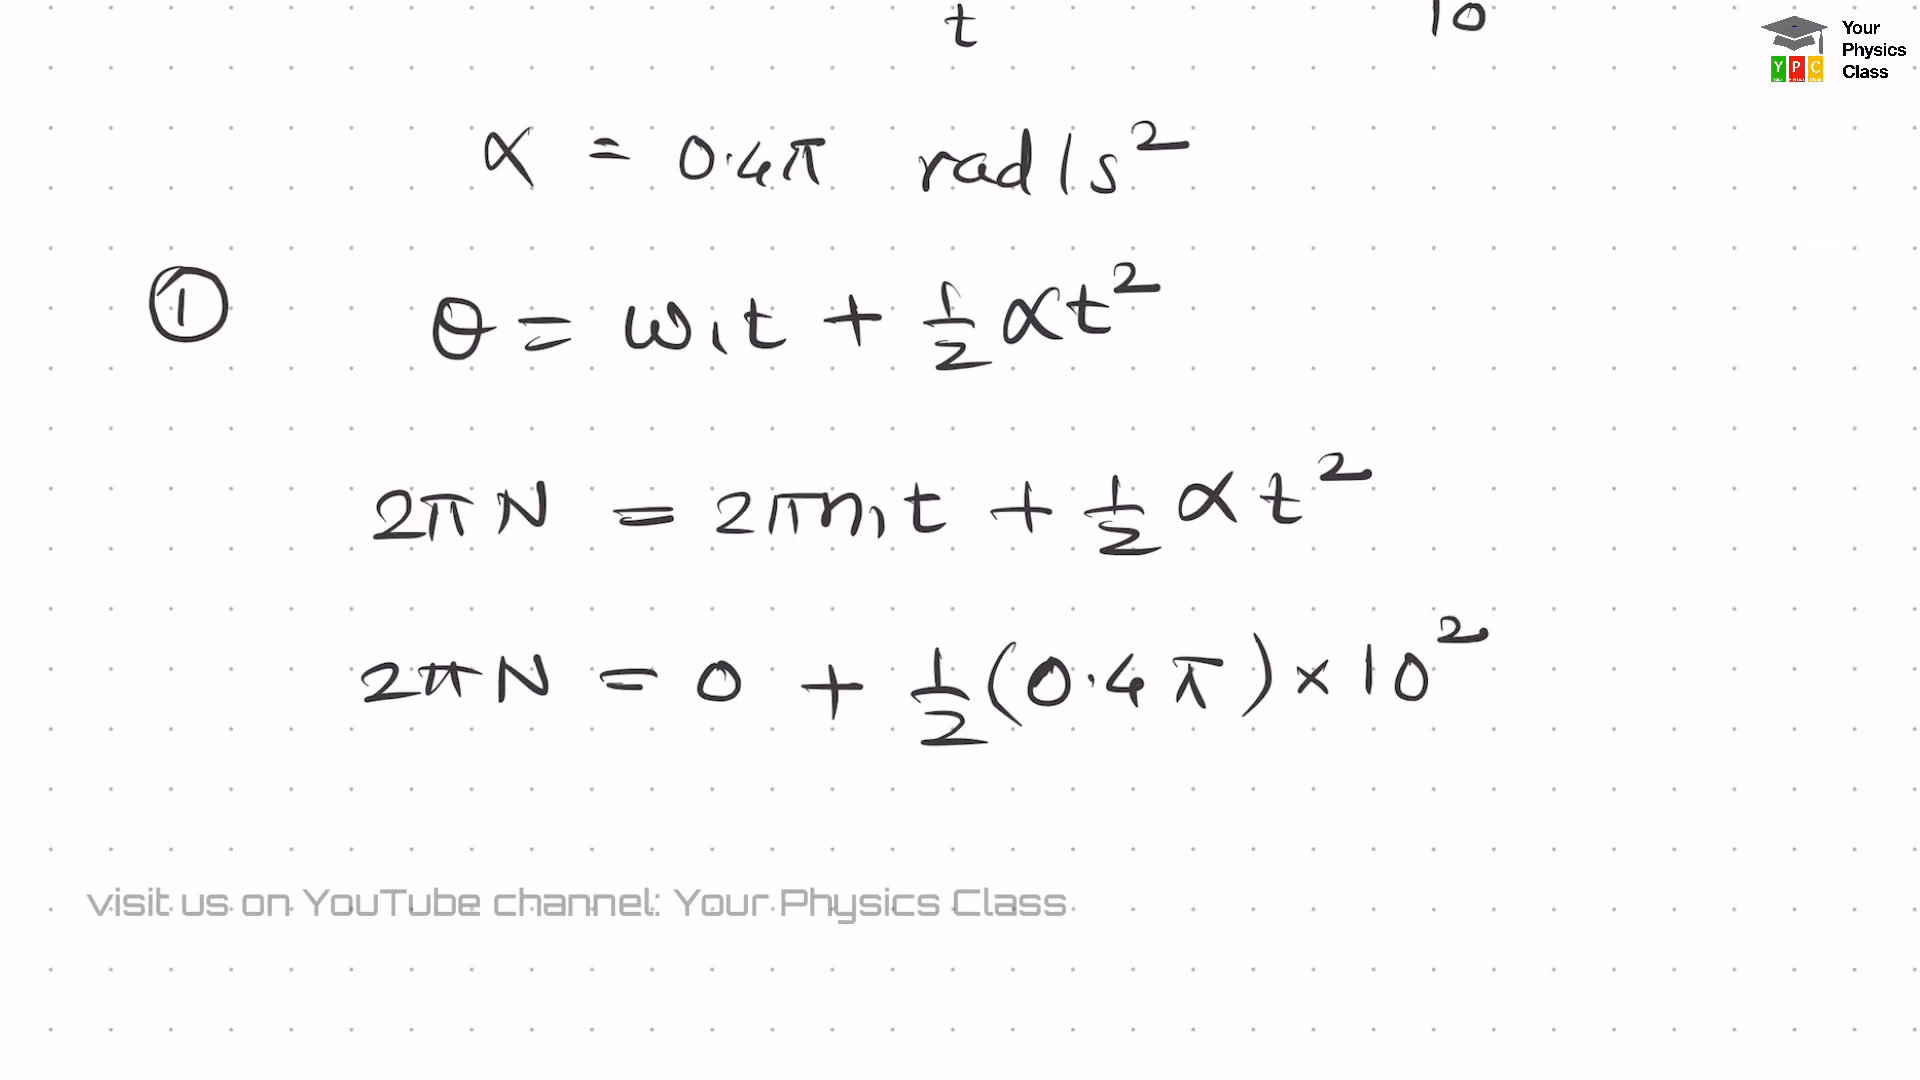 t 10
Your
Physics
Class
Y P C
α = 0.4π rad/s²
① θ = ω₁t + ½αt²
2πN = 2πn₁t + ½αt²
2πN = 0 + ½(0.4π)×10²
visit us on YouTube channel: Your Physics Class